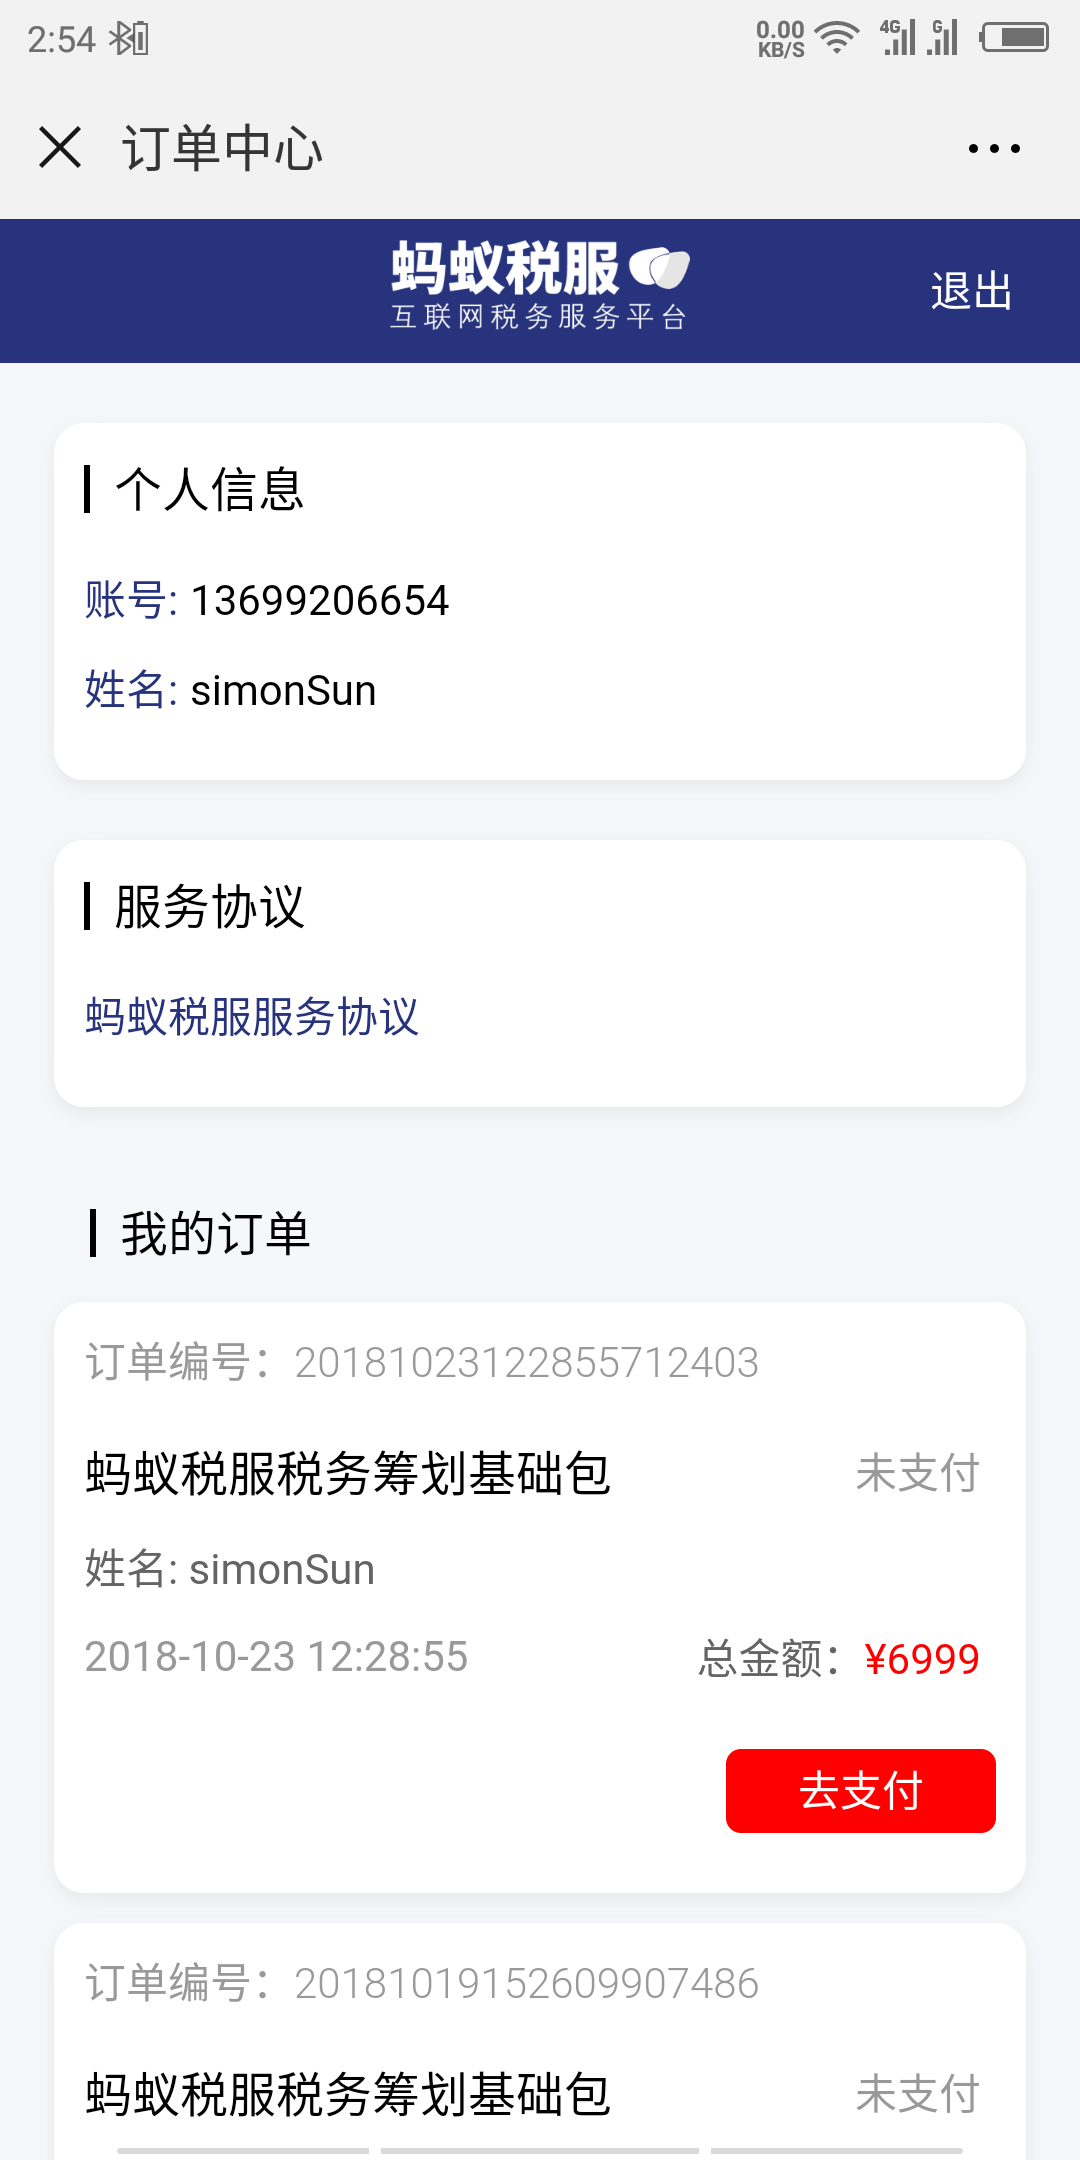 2:54
0.00
KB/S
4G
G
订单中心
蚂蚁税服
互联网税务服务平台
退出
个人信息
账号: 13699206654
姓名: simonSun
服务协议
蚂蚁税服服务协议
我的订单
订单编号：20181023122855712403
蚂蚁税服税务筹划基础包 未支付
姓名: simonSun
2018-10-23 12:28:55 总金额：¥6999
去支付
订单编号：20181019152609907486
蚂蚁税服税务筹划基础包 未支付